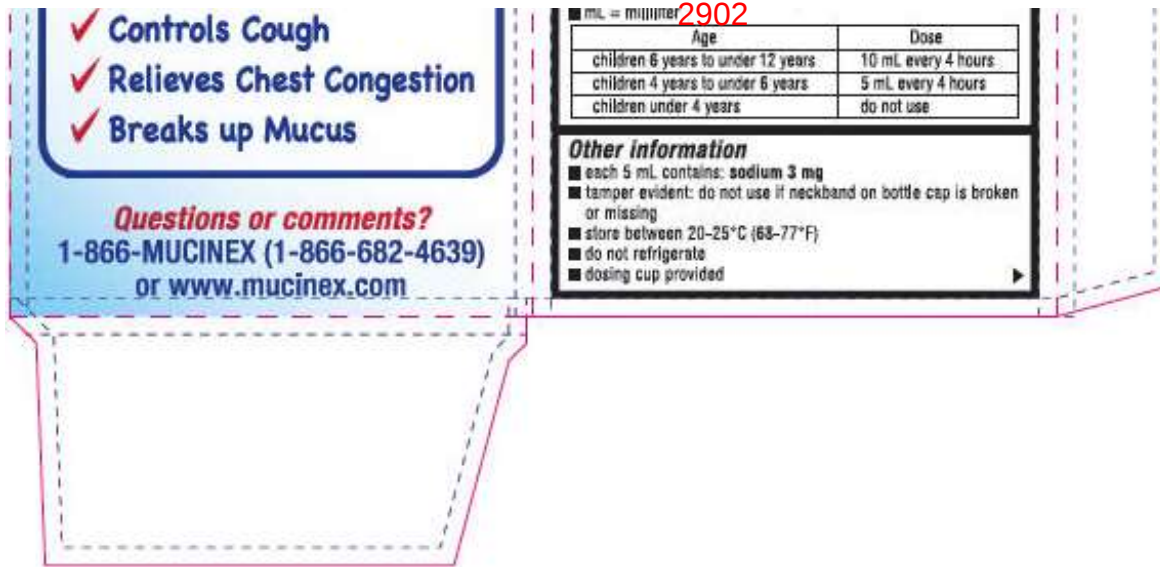 ✓ Controls Cough
✓ Relieves Chest Congestion
✓ Breaks up Mucus
Questions or comments?
1-866-MUCINEX (1-866-682-4639)
or www.mucinex.com
■ mL = milliliter
2902
Age Dose
children 6 years to under 12 years 10 mL every 4 hours
children 4 years to under 6 years 5 mL every 4 hours
children under 4 years do not use
Other information
■ each 5 mL contains: sodium 3 mg
■ tamper evident: do not use if neckband on bottle cap is broken
or missing
■ store between 20–25°C (68–77°F)
■ do not refrigerate
■ dosing cup provided